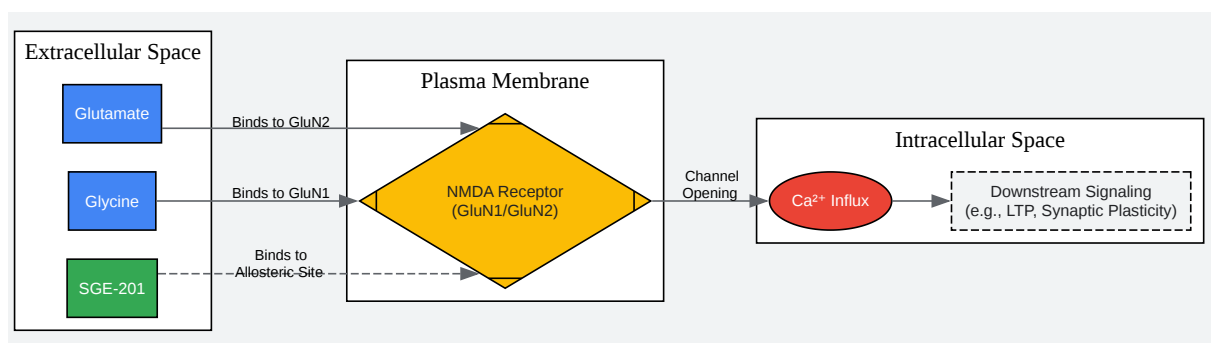 Extracellular Space
Glutamate
Glycine
SGE-201
Binds to GluN2
Binds to GluN1
Binds to
Allosteric Site
Plasma Membrane
NMDA Receptor
(GluN1/GluN2)
Channel
Opening
Intracellular Space
Ca²⁺ Influx
Downstream Signaling
(e.g., LTP, Synaptic Plasticity)